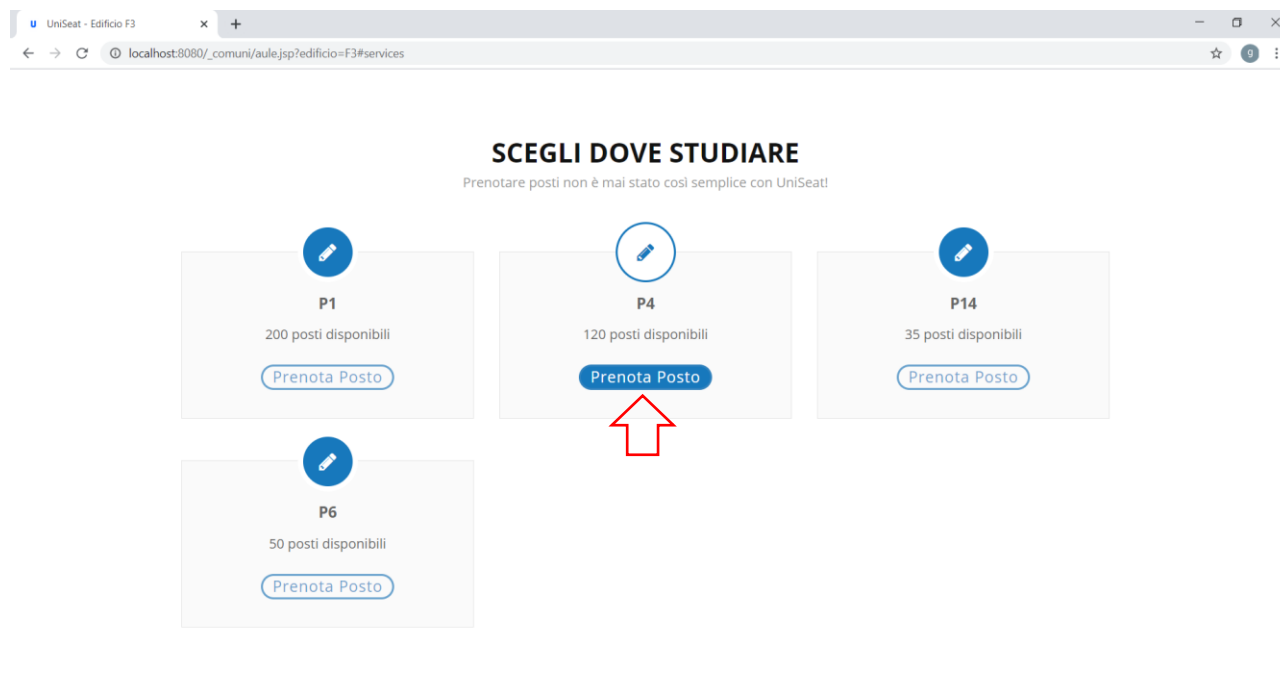 u UniSeat - Edificio F3
localhost:8080/_comuni/aule.jsp?edificio=F3#services
g
SCEGLI DOVE STUDIARE
Prenotare posti non è mai stato così semplice con UniSeat!
P1
200 posti disponibili
Prenota Posto
P4
120 posti disponibili
Prenota Posto
P14
35 posti disponibili
Prenota Posto
P6
50 posti disponibili
Prenota Posto